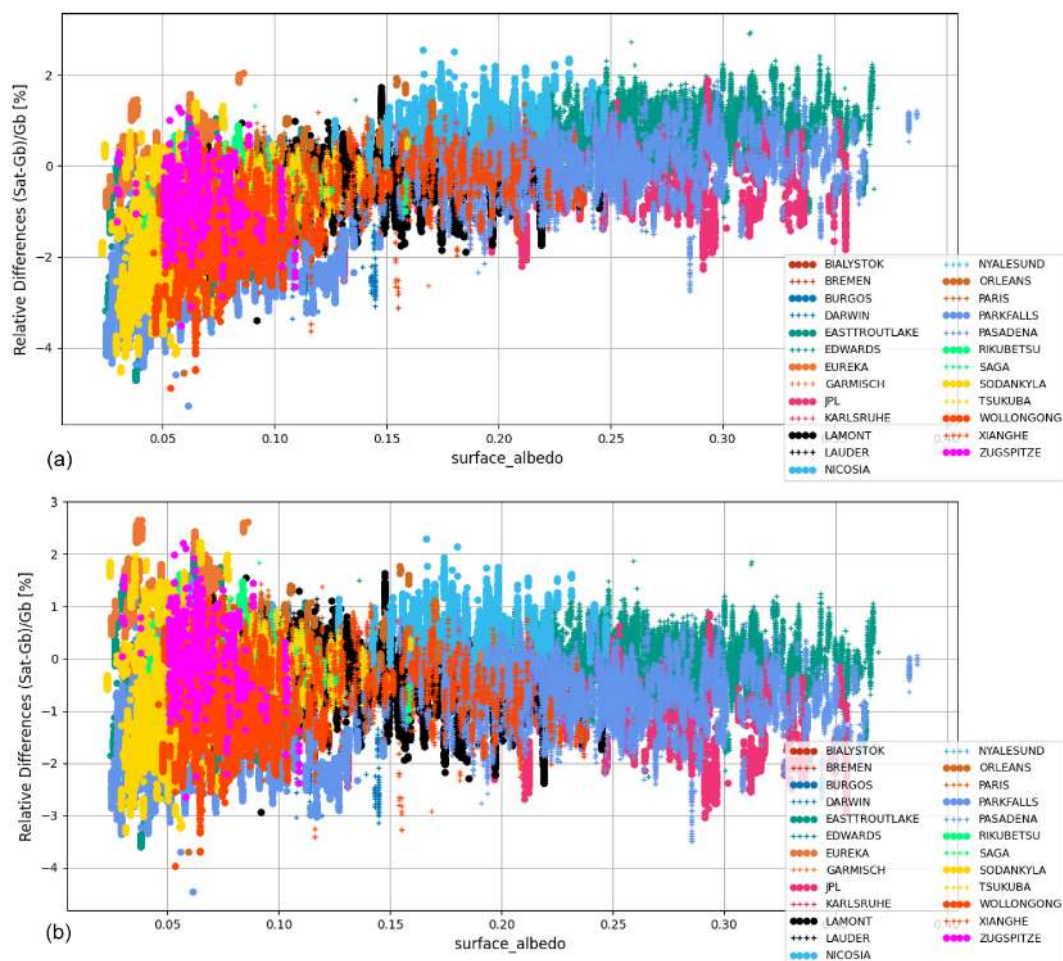 2
0
−2
−4
Relative Differences (Sat-Gb)/Gb [%]
0.05 0.10 0.15 0.20 0.25 0.30
surface_albedo
(a)
BIALYSTOK
BREMEN
BURGOS
DARWIN
EASTTROUTLAKE
EDWARDS
EUREKA
GARMISCH
JPL
KARLSRUHE
LAMONT
LAUDER
NICOSIA
NYALESUND
ORLEANS
PARIS
PARKFALLS
PASADENA
RIKUBETSU
SAGA
SODANKYLA
TSUKUBA
WOLLONGONG
XIANGHE
ZUGSPITZE
3
2
1
0
−1
−2
−3
−4
Relative Differences (Sat-Gb)/Gb [%]
0.05 0.10 0.15 0.20 0.25 0.30
surface_albedo
(b)
BIALYSTOK
BREMEN
BURGOS
DARWIN
EASTTROUTLAKE
EDWARDS
EUREKA
GARMISCH
JPL
KARLSRUHE
LAMONT
LAUDER
NICOSIA
NYALESUND
ORLEANS
PARIS
PARKFALLS
PASADENA
RIKUBETSU
SAGA
SODANKYLA
TSUKUBA
WOLLONGONG
XIANGHE
ZUGSPITZE